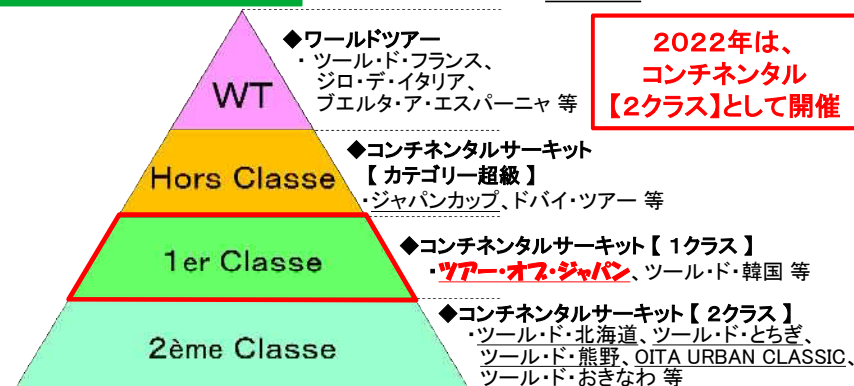 ◆ワールドツアー
・ ツール・ド・フランス、
ジロ・デ・イタリア、
ブエルタ・ア・エスパーニャ 等
WT
2022年は、
コンチネンタル
【2クラス】として開催
◆コンチネンタルサーキット
【 カテゴリー超級 】
・ジャパンカップ、ドバイ・ツアー 等
Hors Classe
◆コンチネンタルサーキット【 1クラス 】
・ツアー・オブ・ジャパン、ツール・ド・韓国 等
1er Classe
◆コンチネンタルサーキット【 2クラス 】
・ツール・ド・北海道、ツール・ド・とちぎ、
ツール・ド・熊野、OITA URBAN CLASSIC、
ツール・ド・おきなわ 等
2ème Classe